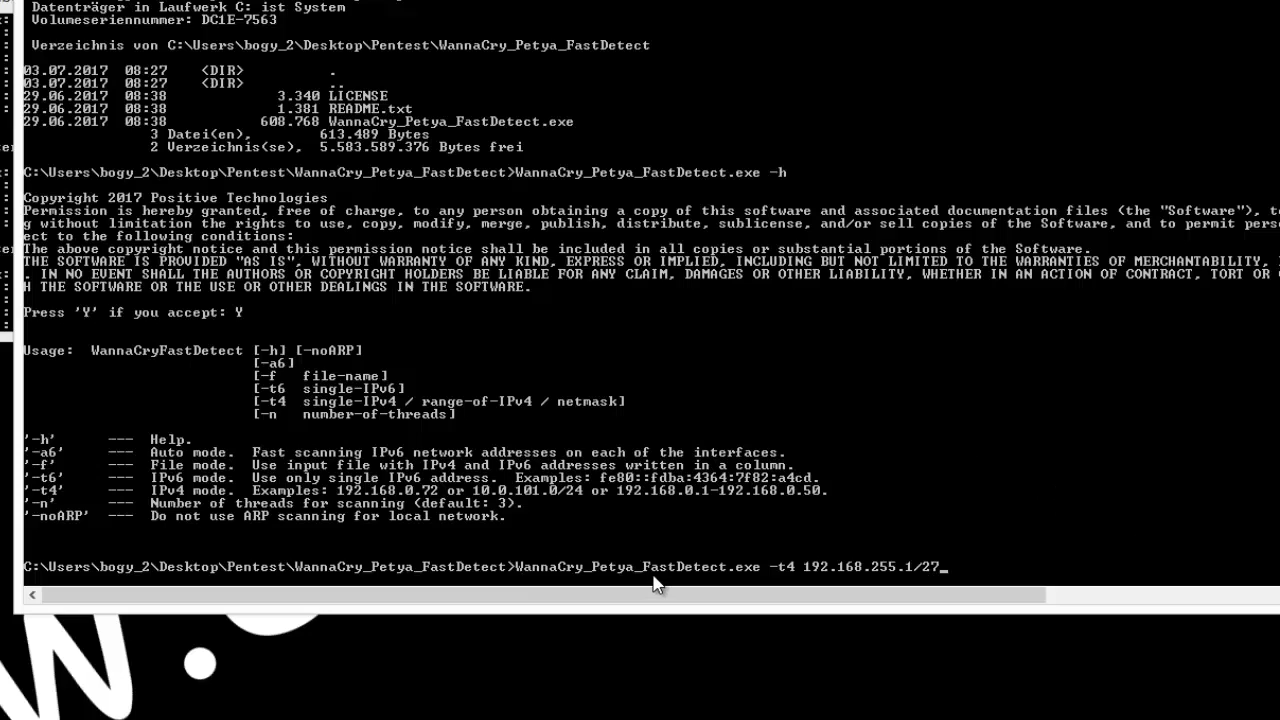 Datenträger in Laufwerk C: ist System
Volumeseriennummer: DC1E-7563
Verzeichnis von C:\Users\bogy_2\Desktop\Pentest\WannaCry_Petya_FastDetect
03.07.2017  08:27    <DIR>          .
03.07.2017  08:27    <DIR>          ..
29.06.2017  08:38             3.340 LICENSE
29.06.2017  08:38             1.381 README.txt
29.06.2017  08:38           608.768 WannaCry_Petya_FastDetect.exe
3 Datei(en),        613.489 Bytes
2 Verzeichnis(se),  5.583.589.376 Bytes frei
C:\Users\bogy_2\Desktop\Pentest\WannaCry_Petya_FastDetect>WannaCry_Petya_FastDetect.exe -h
Copyright 2017 Positive Technologies
Permission is hereby granted, free of charge, to any person obtaining a copy of this software and associated documentation files (the "Software"), to
g without limitation the rights to use, copy, modify, merge, publish, distribute, sublicense, and/or sell copies of the Software, and to permit pers
ect to the following conditions:
The above copyright notice and this permission notice shall be included in all copies or substantial portions of the Software.
THE SOFTWARE IS PROVIDED "AS IS", WITHOUT WARRANTY OF ANY KIND, EXPRESS OR IMPLIED, INCLUDING BUT NOT LIMITED TO THE WARRANTIES OF MERCHANTABILITY,
. IN NO EVENT SHALL THE AUTHORS OR COPYRIGHT HOLDERS BE LIABLE FOR ANY CLAIM, DAMAGES OR OTHER LIABILITY, WHETHER IN AN ACTION OF CONTRACT, TORT OR
H THE SOFTWARE OR THE USE OR OTHER DEALINGS IN THE SOFTWARE.
Press 'Y' if you accept: Y
Usage:  WannaCryFastDetect [-h] [-noARP]
[-a6]
[-f   file-name]
[-t6  single-IPv6]
[-t4  single-IPv4 / range-of-IPv4 / netmask]
[-n   number-of-threads]
'-h'     ---  Help.
'-a6'    ---  Auto mode.  Fast scanning IPv6 network addresses on each of the interfaces.
'-f'     ---  File mode.  Use input file with IPv4 and IPv6 addresses written in a column.
'-t6'    ---  IPv6 mode.  Use only single IPv6 address.  Examples: fe80::fdba:4364:7f82:a4cd.
'-t4'    ---  IPv4 mode.  Examples: 192.168.0.72 or 10.0.101.0/24 or 192.168.0.1-192.168.0.50.
'-n'     ---  Number of threads for scanning (default: 3).
'-noARP' ---  Do not use ARP scanning for local network.
C:\Users\bogy_2\Desktop\Pentest\WannaCry_Petya_FastDetect>WannaCry_Petya_FastDetect.exe -t4 192.168.255.1/27_